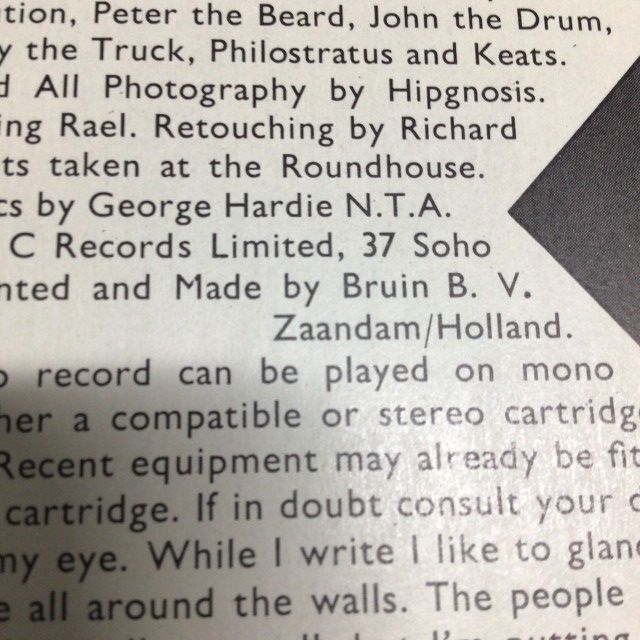 tion, Peter the Beard, John the Drum,
y the Truck, Philostratus and Keats.
d All Photography by Hipgnosis.
ing Rael. Retouching by Richard
ts taken at the Roundhouse.
cs by George Hardie N.T.A.
C Records Limited, 37 Soho
nted and Made by Bruin B. V.
Zaandam/Holland.
o record can be played on mono
her a compatible or stereo cartridg
Recent equipment may already be fit
cartridge. If in doubt consult your
my eye. While I write I like to glanc
e all around the walls. The people